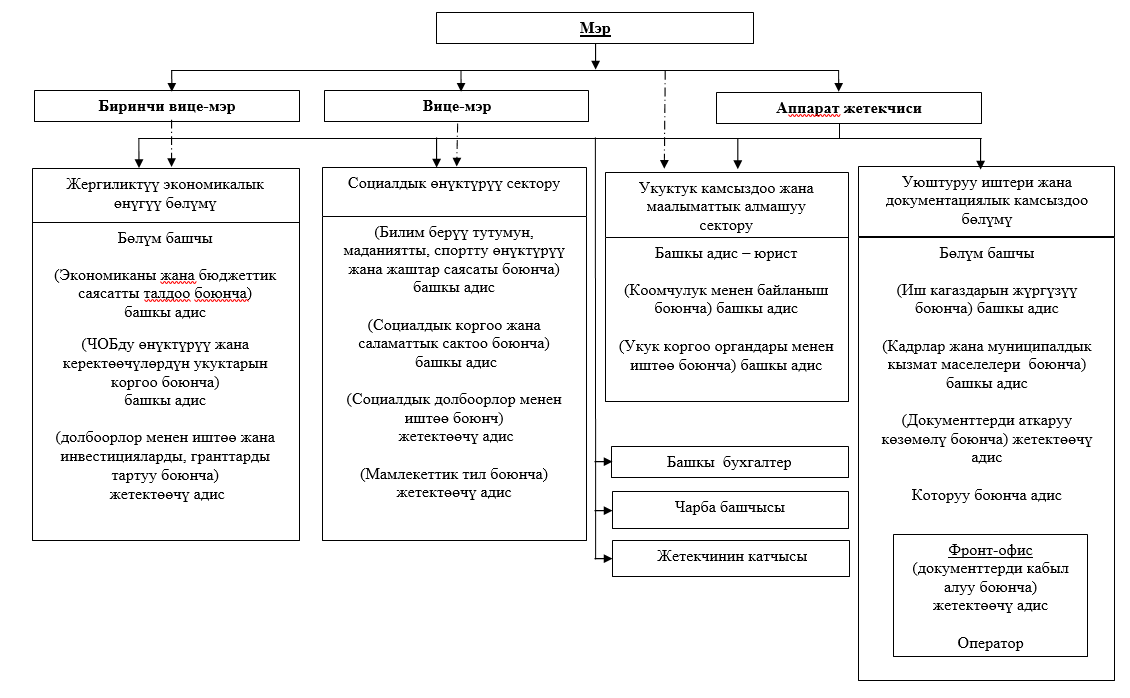 Мэр
Биринчи вице-мэр
Вице-мэр
Аппарат жетекчиси
Жергиликтүү экономикалык
өнүгүү бөлүмү
Бөлүм башчы
(Экономиканы жана бюджеттик
саясатты талдоо боюнча)
башкы адис
(ЧОБду өнүктүрүү жана
керектөөчүлөрдүн укуктарын
коргоо боюнча)
башкы адис
(долбоорлор менен иштөө жана
инвестицияларды, гранттарды
тартуу боюнча)
жетектөөчү адис
Социалдык өнүктүрүү сектору
(Билим берүү тутумун,
маданиятты, спортту өнүктүрүү
жана жаштар саясаты боюнча)
башкы адис
(Социалдык коргоо жана
саламаттык сактоо боюнча)
башкы адис
(Социалдык долбоорлор менен
иштөө боюнч)
жетектөөчү адис
(Мамлекеттик тил боюнча)
жетектөөчү адис
Укуктук камсыздоо жана
маалыматтык алмашуу
сектору
Башкы адис – юрист
(Коомчулук менен байланыш
боюнча) башкы адис
(Укук коргоо органдары менен
иштөө боюнча) башкы адис
Башкы бухгалтер
Чарба башчысы
Жетекчинин катчысы
Уюштуруу иштери жана
документациялык камсыздоо
бөлүмү
Бөлүм башчы
(Иш кагаздарын жүргүзүү
боюнча) башкы адис
(Кадрлар жана муниципалдык
кызмат маселелери боюнча)
башкы адис
(Документтерди аткаруу
көзөмөлү боюнча) жетектөөчү
адис
Которуу боюнча адис
Фронт-офис
(документтерди кабыл
алуу боюнча)
жетектөөчү адис
Оператор